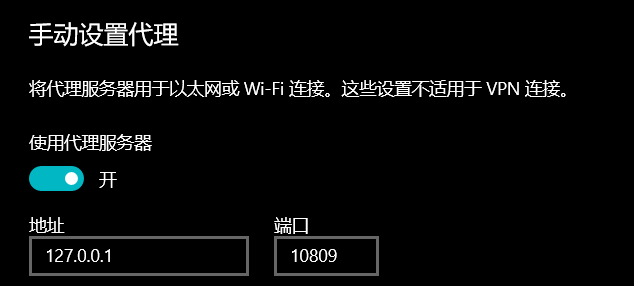 手动设置代理
将代理服务器用于以太网或 Wi-Fi 连接。这些设置不适用于 VPN 连接。
使用代理服务器
开
地址 端口
127.0.0.1 10809